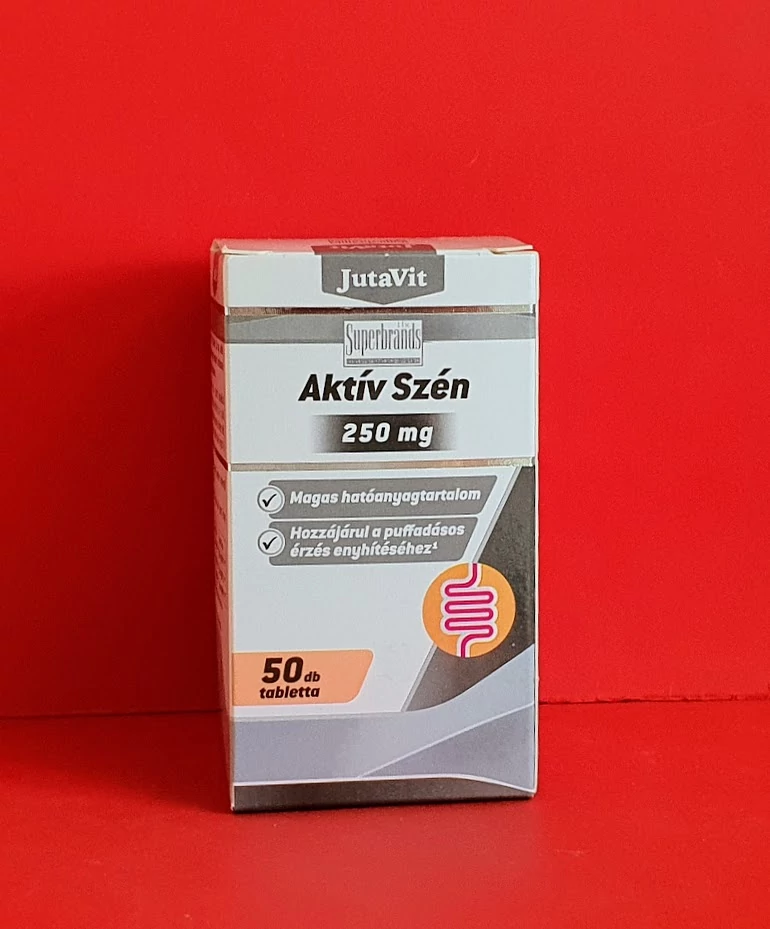 JutaVit
Superbrands
Aktív Szén
250 mg
Magas hatóanyagtartalom
Hozzájárul a puffadásos
érzés enyhítéséhez¹
50 db
tabletta